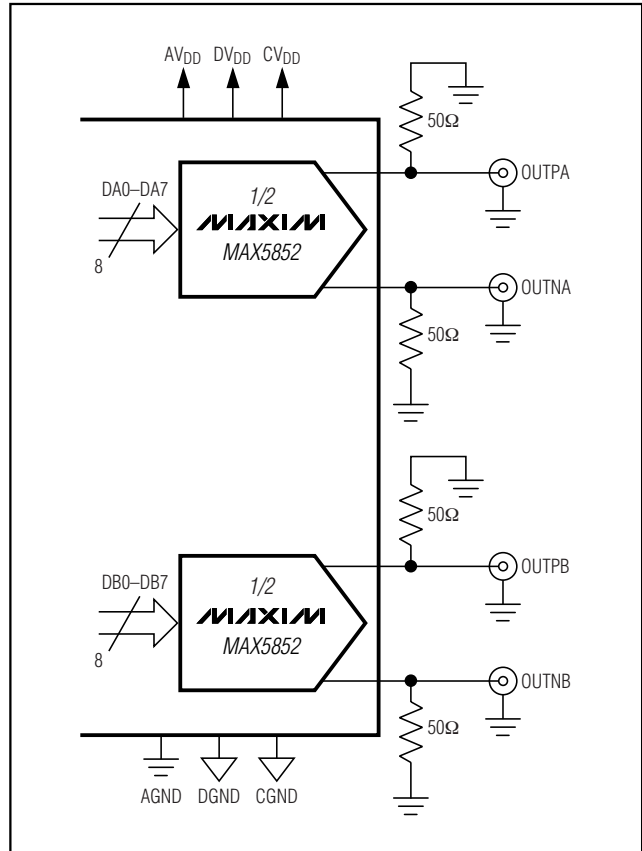 AVDD DVDD CVDD
50Ω
DA0–DA7
8
1/2
MAXIM
MAX5852
OUTPA
OUTNA
50Ω
50Ω
DB0–DB7
8
1/2
MAXIM
MAX5852
OUTPB
OUTNB
50Ω
AGND DGND CGND